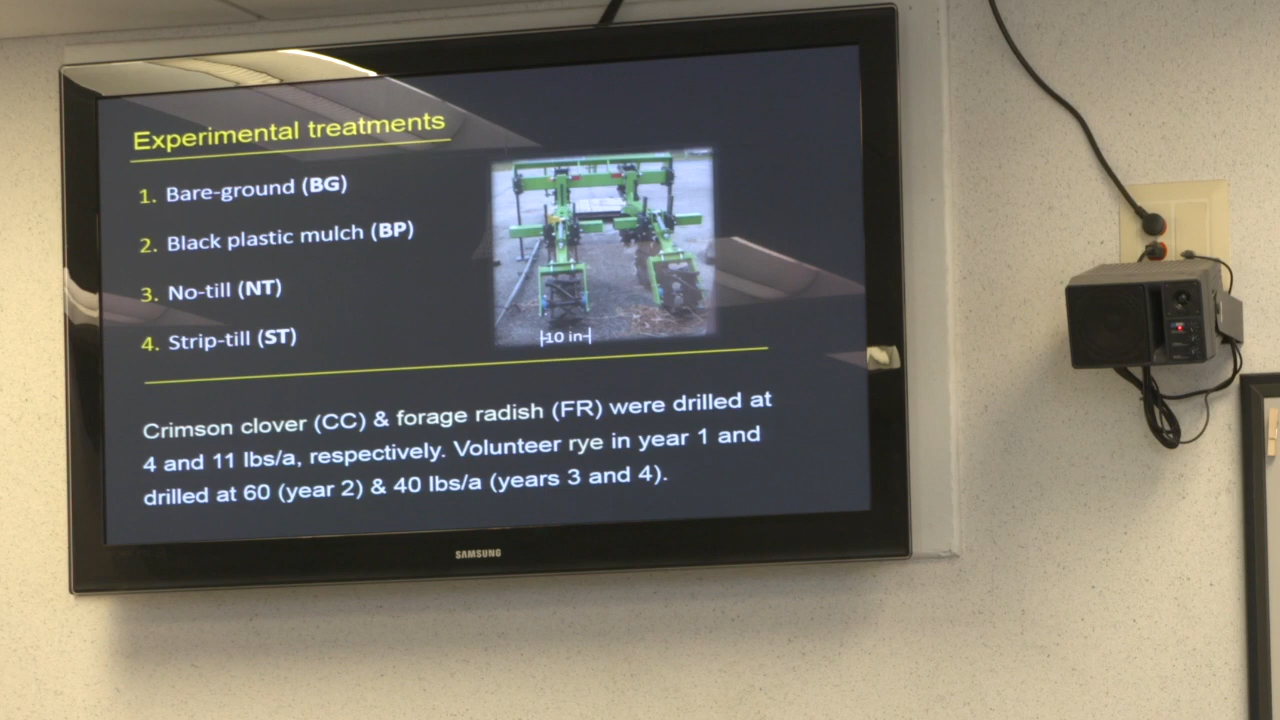 Experimental treatments
1. Bare-ground (BG)
2. Black plastic mulch (BP)
3. No-till (NT)
4. Strip-till (ST)
10 in
Crimson clover (CC) & forage radish (FR) were drilled at
4 and 11 lbs/a, respectively. Volunteer rye in year 1 and
drilled at 60 (year 2) & 40 lbs/a (years 3 and 4).
SAMSUNG